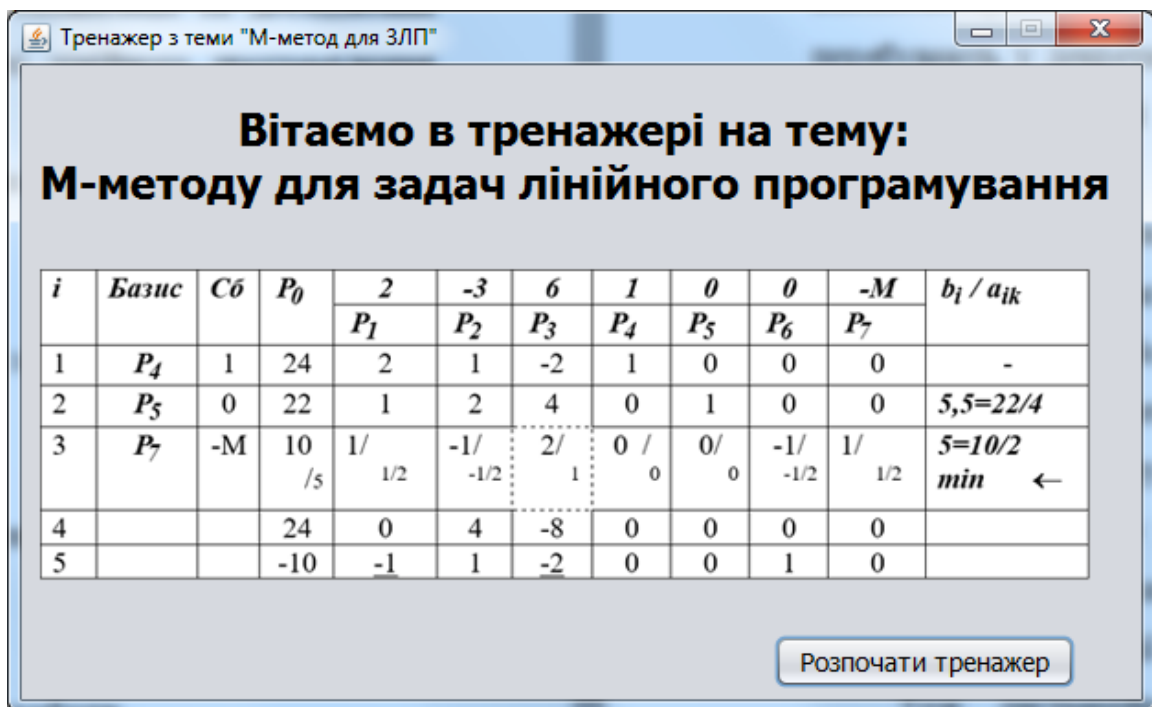 Тренажер з теми "М-метод для ЗЛП"
Вітаємо в тренажері на тему:
М-методу для задач лінійного програмування
i Базис Сб P0 2 -3 6 1 0 0 -M bi / aik
P1 P2 P3 P4 P5 P6 P7
1 P4 1 24 2 1 -2 1 0 0 0 -
2 P5 0 22 1 2 4 0 1 0 0 5,5=22/4
3 P7 -M 10 1/ -1/ 2/ 0 / 0/ -1/ 1/ 5=10/2
/5 1/2 -1/2 1 0 0 -1/2 1/2 min ←
4 24 0 4 -8 0 0 0 0
5 -10 -1 1 -2 0 0 1 0
Розпочати тренажер